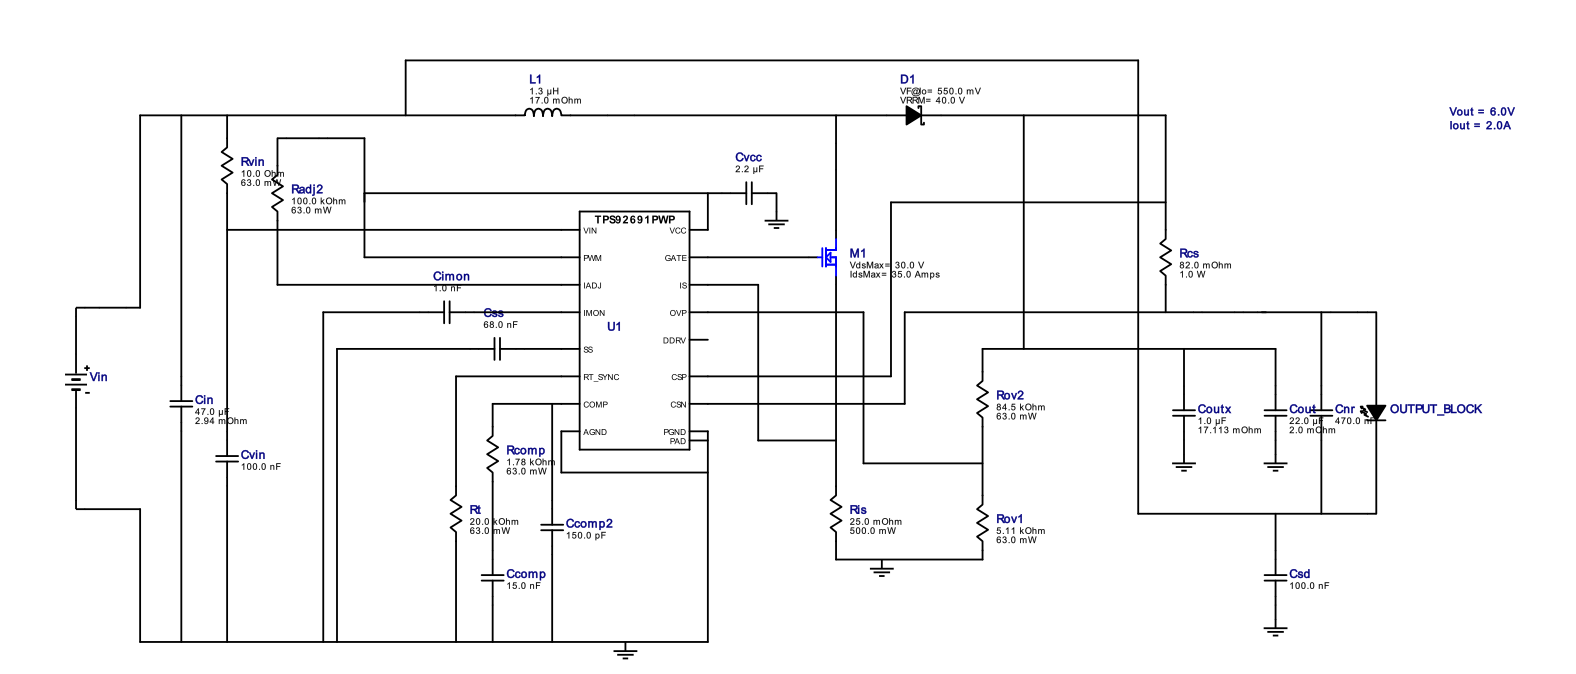 L1
1.3 µH
17.0 mOhm
D1
VF@Io= 550.0 mV
VRRM= 40.0 V
Vout = 6.0V
Iout = 2.0A
Rvin
10.0 Ohm
63.0 mW
Radj2
100.0 kOhm
63.0 mW
Cvcc
2.2 µF
TPS92691PWP
VIN
VCC
PWM
GATE
IADJ
IS
IMON
OVP
U1
DDRV
SS
RT_SYNC
CSP
COMP
CSN
AGND
PGND
PAD
M1
VdsMax= 30.0 V
IdsMax= 35.0 Amps
Rcs
82.0 mOhm
1.0 W
Cimon
1.0 nF
Css
68.0 nF
+
Vin
-
Cin
47.0 µF
2.94 mOhm
Cvin
100.0 nF
Rcomp
1.78 kOhm
63.0 mW
Rt
20.0 kOhm
63.0 mW
Ccomp2
150.0 pF
Ccomp
15.0 nF
Ris
25.0 mOhm
500.0 mW
Rov2
84.5 kOhm
63.0 mW
Rov1
5.11 kOhm
63.0 mW
Coutx
1.0 µF
17.113 mOhm
Cout
22.0 µF
2.0 mOhm
Cnr
470.0
OUTPUT_BLOCK
Csd
100.0 nF